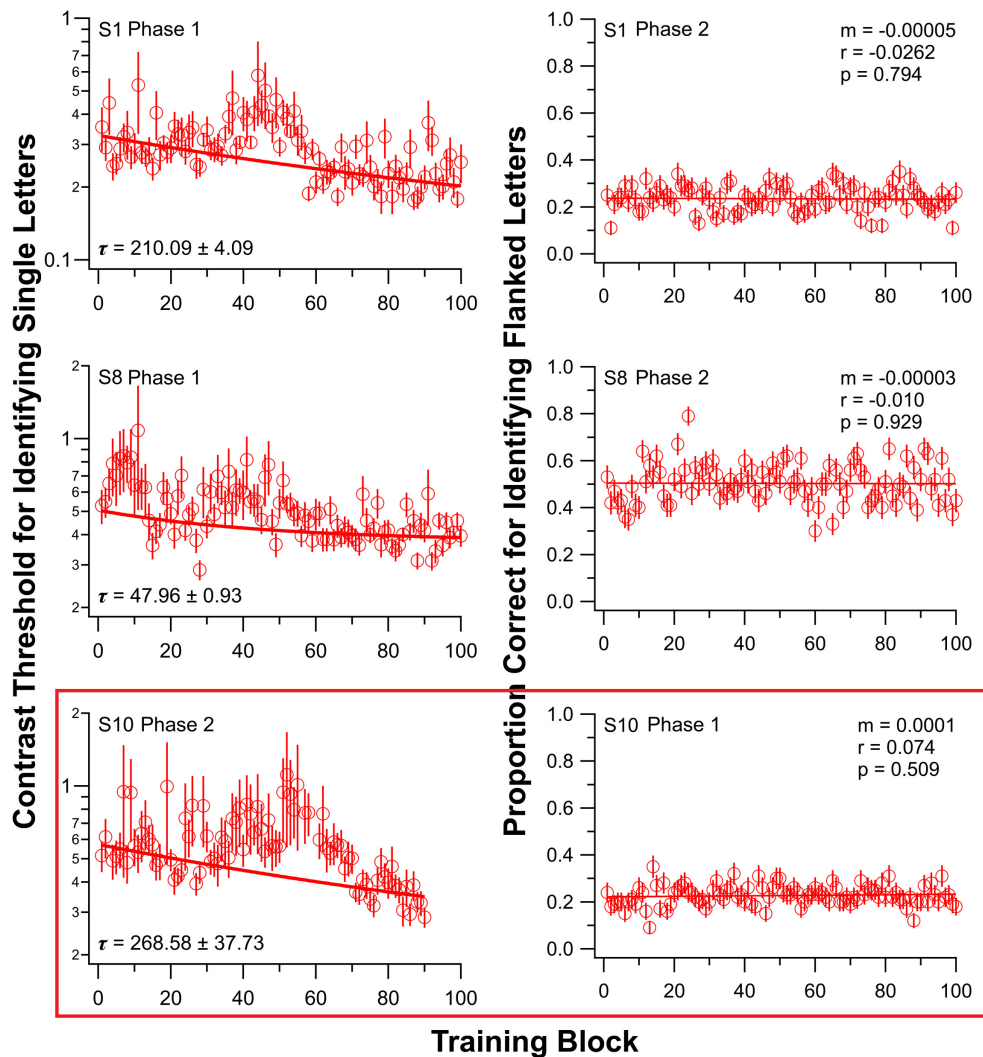 Contrast Threshold for Identifying Single Letters
Proportion Correct for Identifying Flanked Letters
S1 Phase 1
1
7
6
5
4
3
2
0.1
τ = 210.09 ± 4.09
0 20 40 60 80 100
S1 Phase 2
m = -0.00005
r = -0.0262
p = 0.794
1.0
0.8
0.6
0.4
0.2
0.0
0 20 40 60 80 100
S8 Phase 1
2
1
7
6
5
4
3
2
τ = 47.96 ± 0.93
0 20 40 60 80 100
S8 Phase 2
m = -0.00003
r = -0.010
p = 0.929
1.0
0.8
0.6
0.4
0.2
0.0
0 20 40 60 80 100
S10 Phase 2
2
1
7
6
5
4
3
2
τ = 268.58 ± 37.73
0 20 40 60 80 100
S10 Phase 1
m = 0.0001
r = 0.074
p = 0.509
1.0
0.8
0.6
0.4
0.2
0.0
0 20 40 60 80 100
Training Block